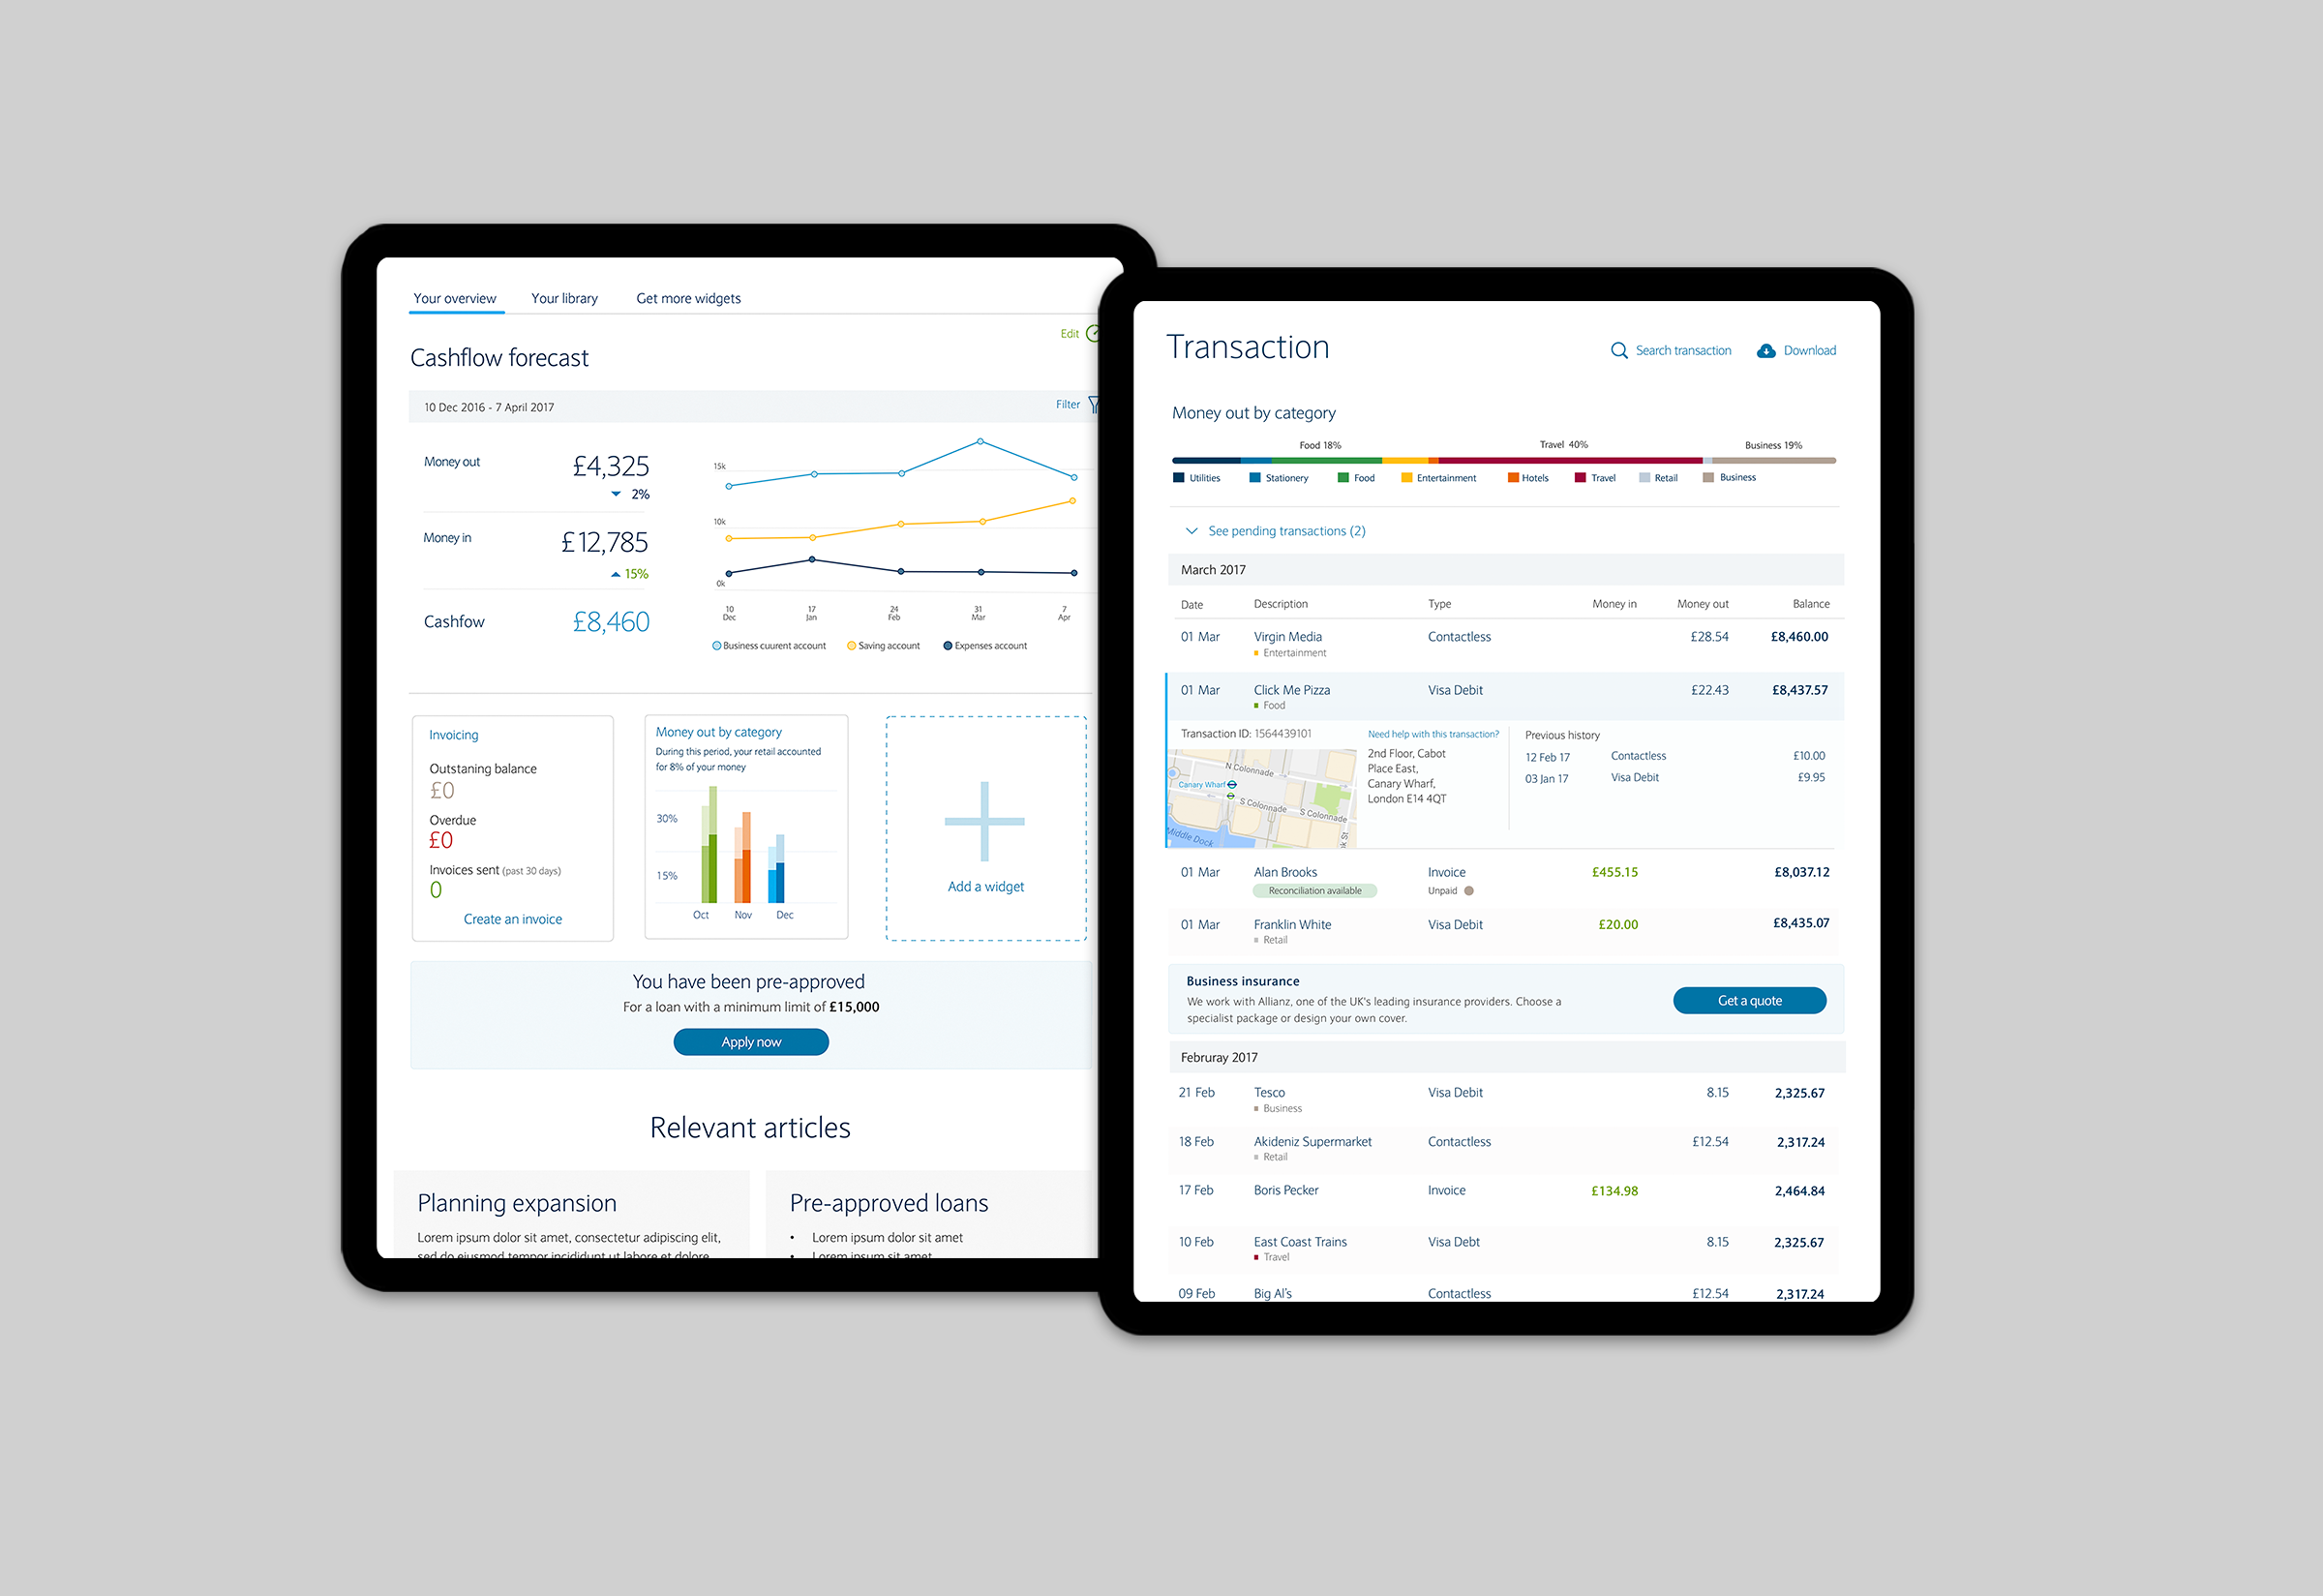 Your overview
Your library
Get more widgets
Edit
Cashflow forecast
10 Dec 2016 - 7 April 2017
Filter
Money out
£4,325
2%
Money in
£12,785
15%
Cashfow
£8,460
15k
10k
0k
10 Dec
17 Jan
24 Feb
31 Mar
7 Apr
Business cuurent account
Saving account
Expenses account
Invoicing
Outstaning balance
£0
Overdue
£0
Invoices sent (past 30 days)
0
Create an invoice
Money out by category
During this period, your retail accounted
for 8% of your money
30%
15%
Oct
Nov
Dec
Add a widget
You have been pre-approved
For a loan with a minimum limit of £15,000
Apply now
Relevant articles
Planning expansion
Lorem ipsum dolor sit amet, consectetur adipiscing elit,
sed do eiusmod tempor incididunt ut labore et dolore
Pre-approved loans
• Lorem ipsum dolor sit amet
• Lorem ipsum sit amet
Transaction
Search transaction
Download
Money out by category
Food 18%
Travel 40%
Business 19%
Utilities
Stationery
Food
Entertainment
Hotels
Travel
Retail
Business
See pending transactions (2)
March 2017
Date Description Type Money in Money out Balance
01 Mar Virgin Media Contactless £28.54 £8,460.00
Entertainment
01 Mar Click Me Pizza Visa Debit £22.43 £8,437.57
Food
Transaction ID: 1564439101
N Colonnade
Canary Wharf
S Colonnade
S Colonnade
Middle Dock
Need help with this transaction?
2nd Floor, Cabot
Place East,
Canary Wharf,
London E14 4QT
Previous history
12 Feb 17 Contactless £10.00
03 Jan 17 Visa Debit £9.95
01 Mar Alan Brooks Invoice £455.15 £8,037.12
Reconciliation available Unpaid
01 Mar Franklin White Visa Debit £20.00 £8,435.07
Retail
Business insurance
We work with Allianz, one of the UK's leading insurance providers. Choose a
specialist package or design your own cover.
Get a quote
Februray 2017
21 Feb Tesco Visa Debit 8.15 2,325.67
Business
18 Feb Akideniz Supermarket Contactless £12.54 2,317.24
Retail
17 Feb Boris Pecker Invoice £134.98 2,464.84
10 Feb East Coast Trains Visa Debt 8.15 2,325.67
Travel
09 Feb Big Al's Contactless £12.54 2,317.24